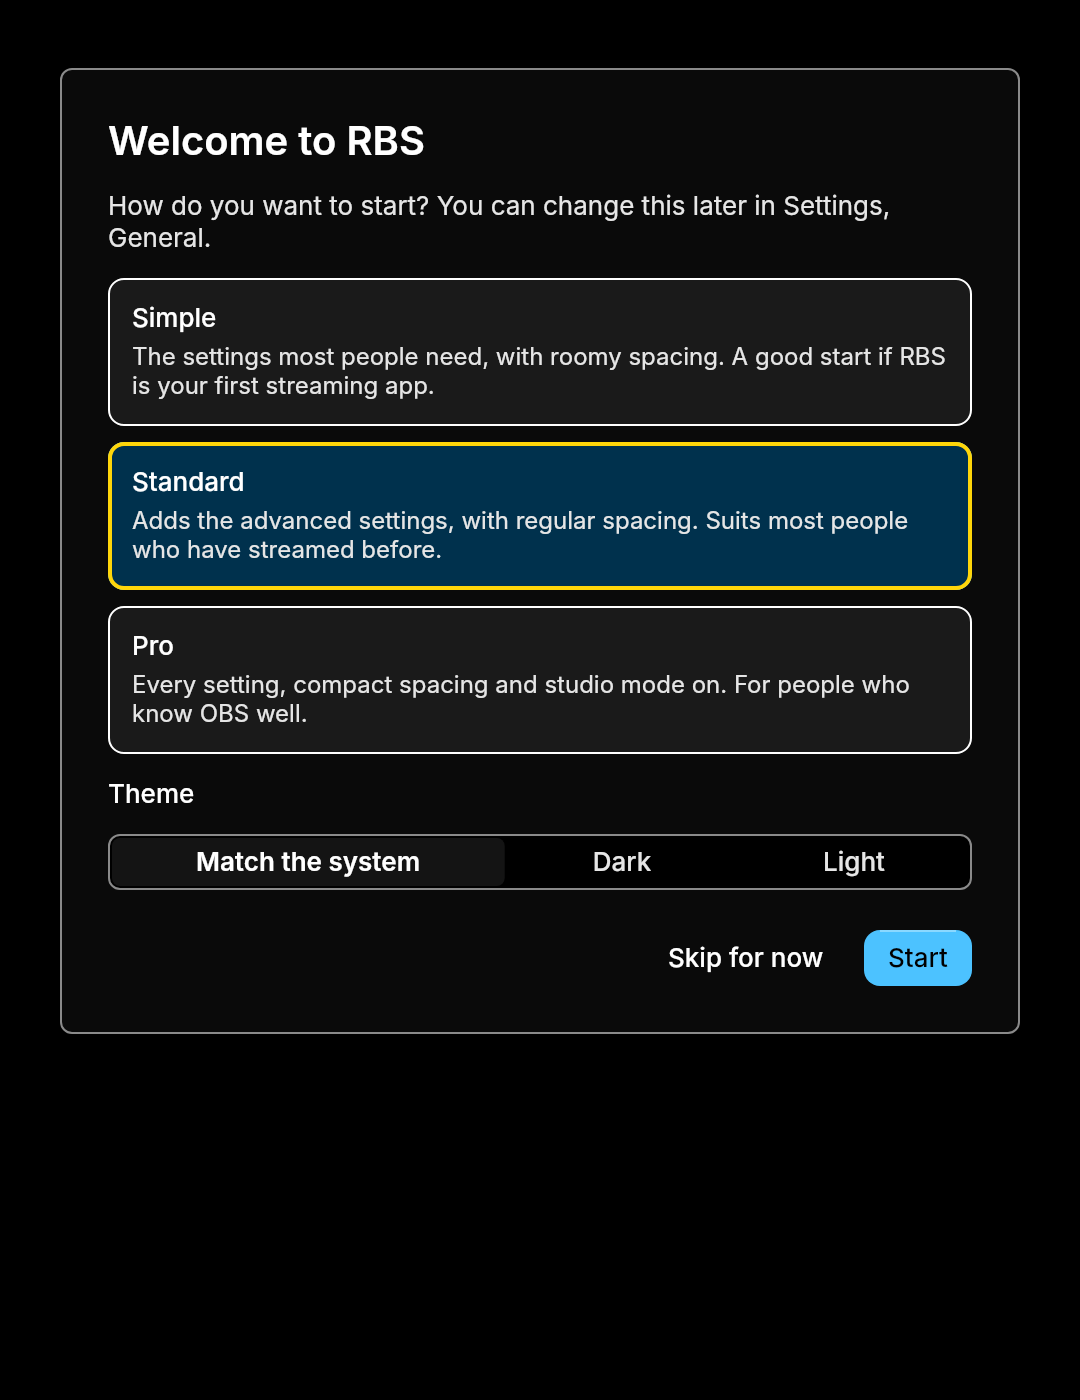 Welcome to RBS
How do you want to start? You can change this later in Settings,
General.
Simple
The settings most people need, with roomy spacing. A good start if RBS
is your first streaming app.
Standard
Adds the advanced settings, with regular spacing. Suits most people
who have streamed before.
Pro
Every setting, compact spacing and studio mode on. For people who
know OBS well.
Theme
Match the system Dark Light
Skip for now Start